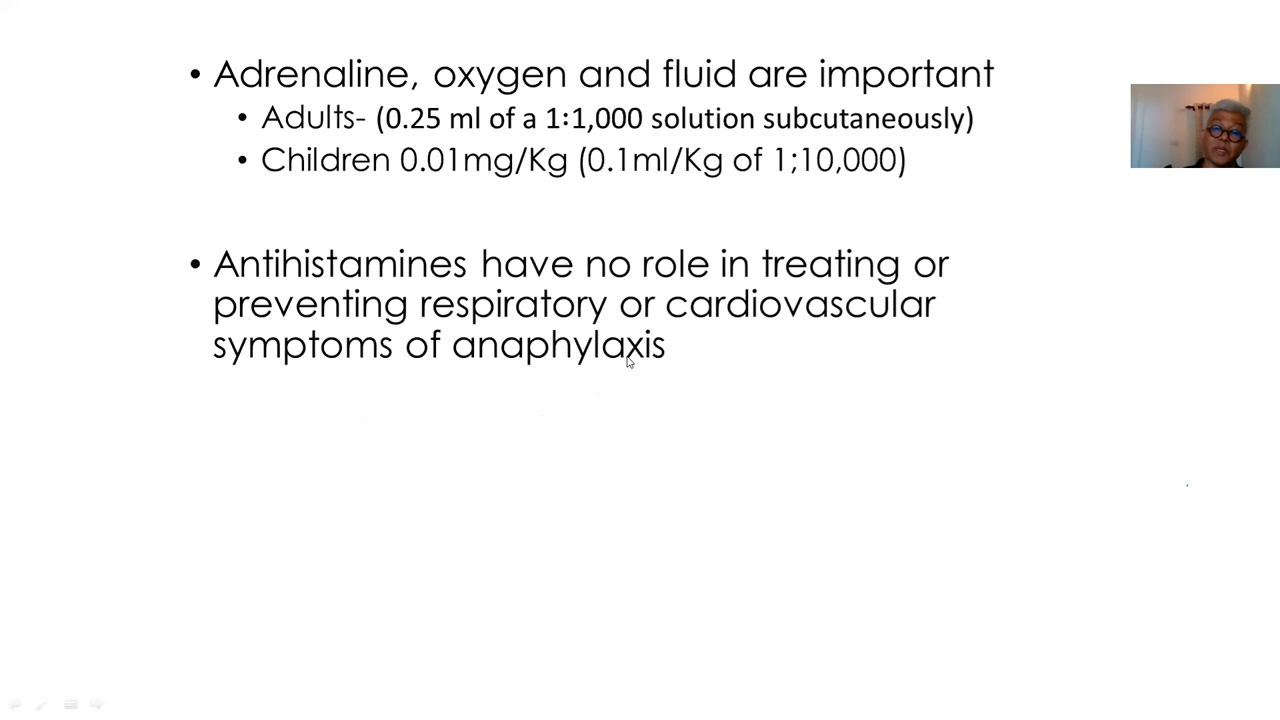 • Adrenaline, oxygen and fluid are important
• Adults- (0.25 ml of a 1:1,000 solution subcutaneously)
• Children 0.01mg/Kg (0.1ml/Kg of 1;10,000)
• Antihistamines have no role in treating or
preventing respiratory or cardiovascular
symptoms of anaphylaxis